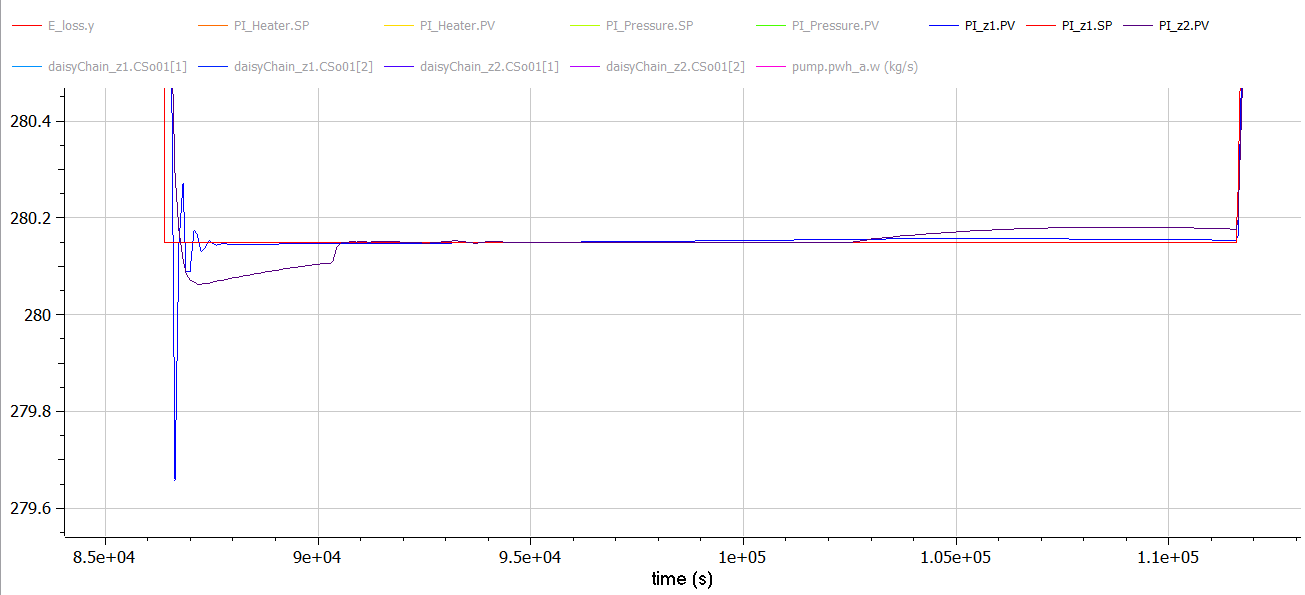 E_loss.y PI_Heater.SP PI_Heater.PV PI_Pressure.SP PI_Pressure.PV PI_z1.PV PI_z1.SP PI_z2.PV
daisyChain_z1.CSo01[1] daisyChain_z1.CSo01[2] daisyChain_z2.CSo01[1] daisyChain_z2.CSo01[2] pump.pwh_a.w (kg/s)
280.4
280.2
280
279.8
279.6
8.5e+04 9e+04 9.5e+04 1e+05 1.05e+05 1.1e+05
time (s)